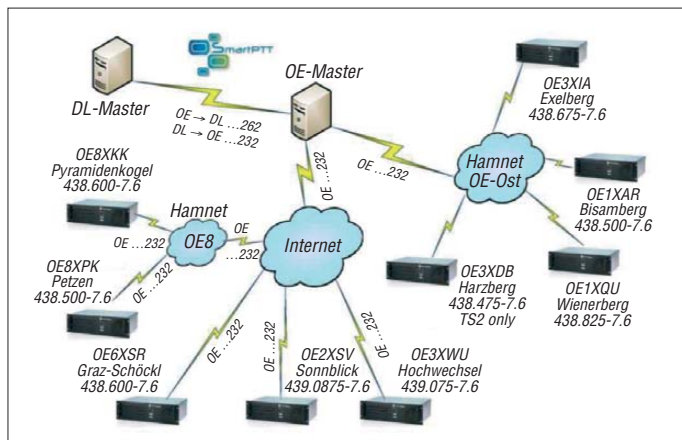 SmartPTT
DL-Master
OE-Master
OE → DL ...262
DL → OE ...232
OE ...232
OE ...232
OE3XIA
Exelberg
438.675-7.6
Hamnet
OE-Ost
OE1XAR
Bisamberg
438.500-7.6
OE3XDB
Harzberg
438.475-7.6
TS2 only
OE1XQU
Wienerberg
438.825-7.6
OE8XKK
Pyramidenkogel
438.600-7.6
Hamnet
OE8
OE ...232
OE
...232
Internet
OE8XPK
Petzen
438.500-7.6
OE ...232
OE6XSR
Graz-Schöckl
438.600-7.6
OE ...232
OE2XSV
Sonnblick
439.0875-7.6
OE ...232
OE3XWU
Hochwechsel
439.075-7.6
OE ...232